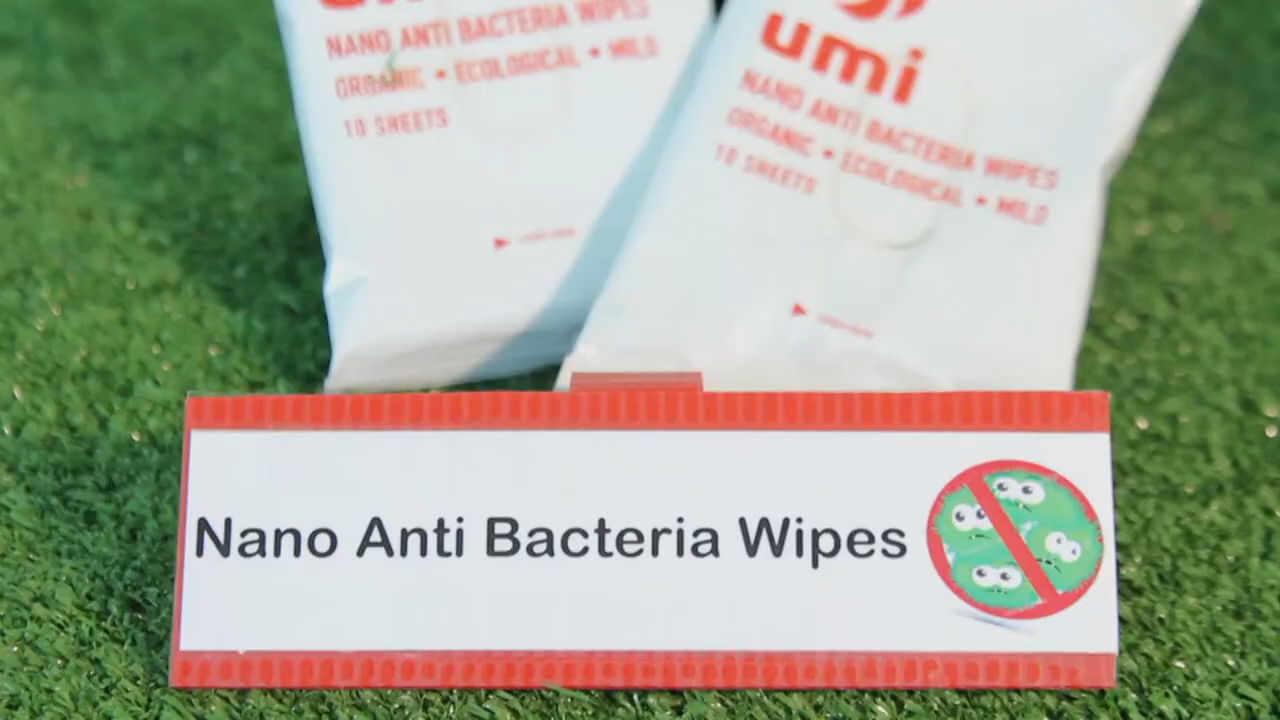 NANO ANTI BACTERIA WIPES
ORGANIC • ECOLOGICAL • MILD
10 SHEETS
umi
NANO ANTI BACTERIA WIPES
ORGANIC • ECOLOGICAL • MILD
10 SHEETS
Nano Anti Bacteria Wipes